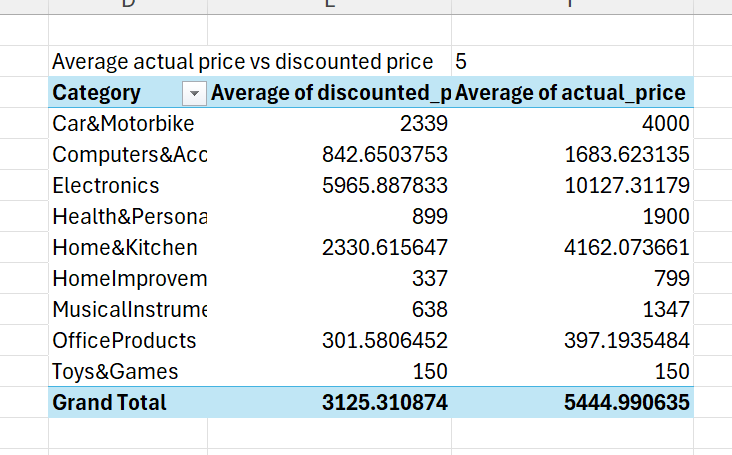 Average actual price vs discounted price 5
Category Average of discounted_p Average of actual_price
Car&Motorbike 2339 4000
Computers&Acc 842.6503753 1683.623135
Electronics 5965.887833 10127.31179
Health&Persona 899 1900
Home&Kitchen 2330.615647 4162.073661
HomeImprovem 337 799
MusicalInstrume 638 1347
OfficeProducts 301.5806452 397.1935484
Toys&Games 150 150
Grand Total 3125.310874 5444.990635